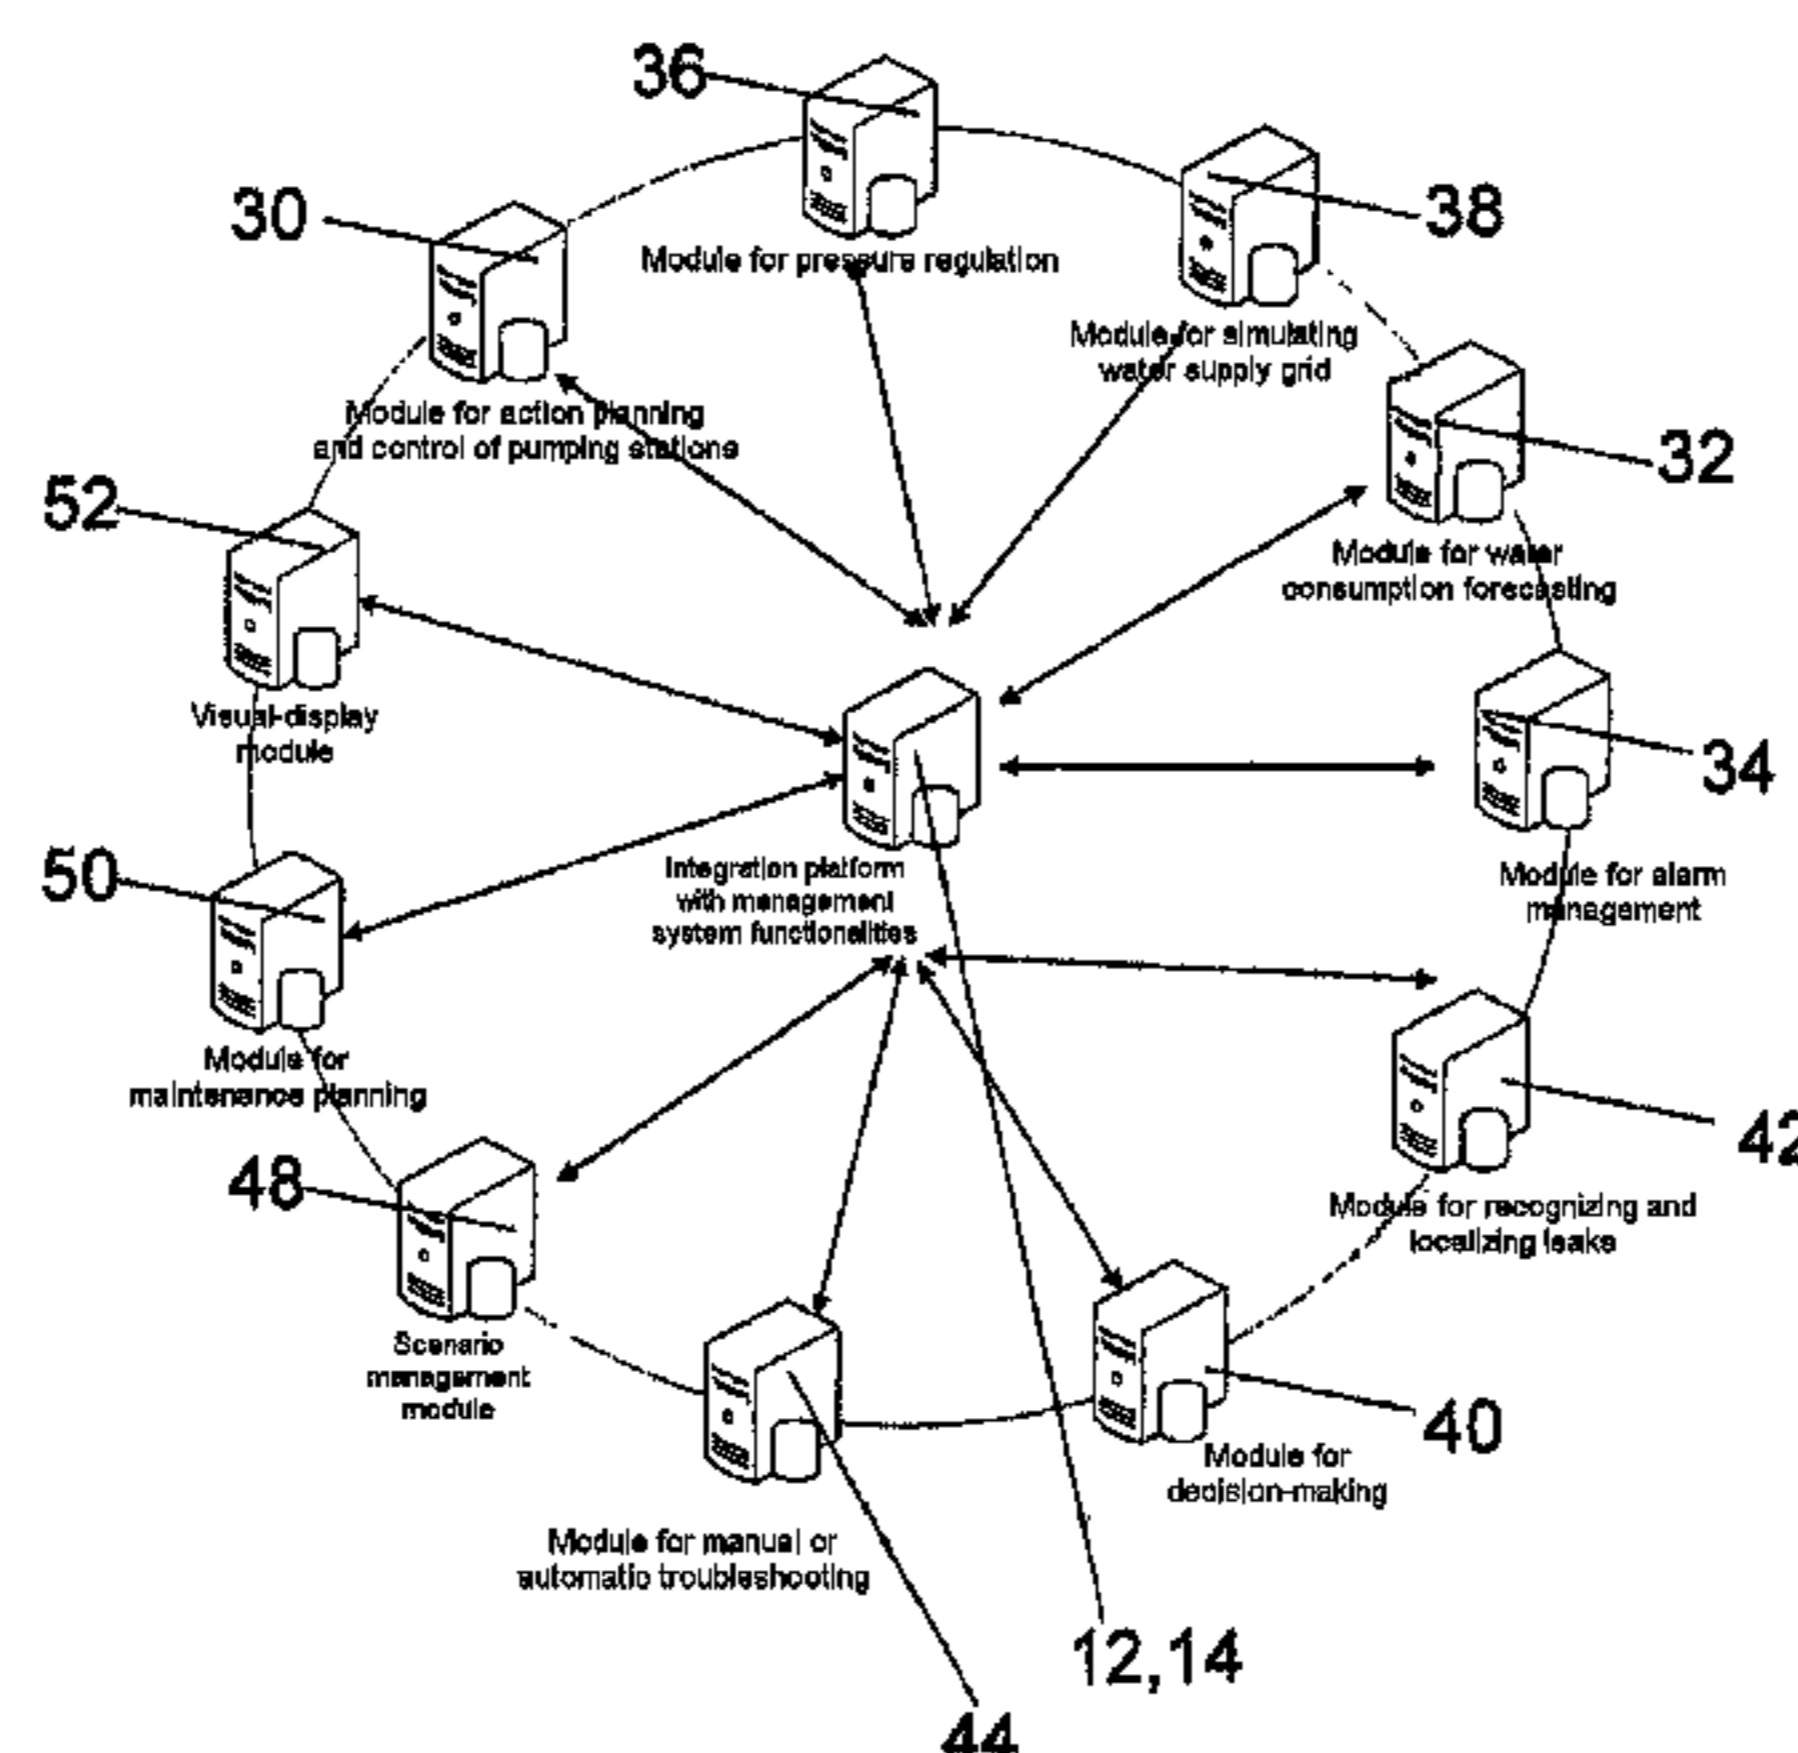 36
Module for pressure regulation
38
Module for simulating
water supply grid
30
Module for action planning
and control of pumping stations
32
Module for water
consumption forecasting
52
Visual-display
module
34
Module for alarm
management
Integration platform
with management
system functionalities
50
Module for
maintenance planning
42
Module for recognizing and
localizing leaks
48
Scenario
management
module
40
Module for
decision-making
Module for manual or
automatic troubleshooting
12,14
44